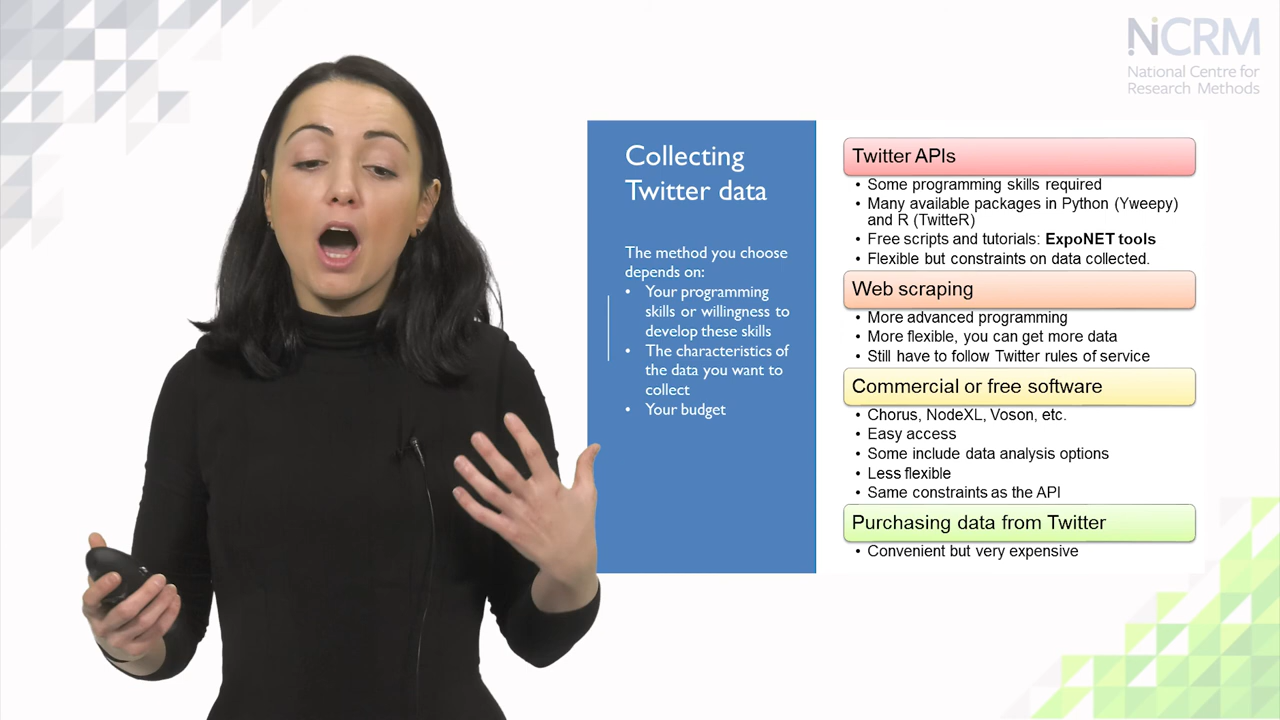 NCRM
National Centre for
Research Methods
Collecting
Twitter data
The method you choose
depends on:
• Your programming
skills or willingness to
develop these skills
• The characteristics of
the data you want to
collect
• Your budget
Twitter APIs
• Some programming skills required
• Many available packages in Python (Yweepy)
and R (TwitteR)
• Free scripts and tutorials: ExpoNET tools
• Flexible but constraints on data collected.
Web scraping
• More advanced programming
• More flexible, you can get more data
• Still have to follow Twitter rules of service
Commercial or free software
• Chorus, NodeXL, Voson, etc.
• Easy access
• Some include data analysis options
• Less flexible
• Same constraints as the API
Purchasing data from Twitter
• Convenient but very expensive